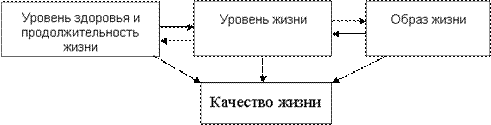 Уровень здоровья и
продолжительность
жизни
Уровень жизни
Образ жизни
Качество жизни